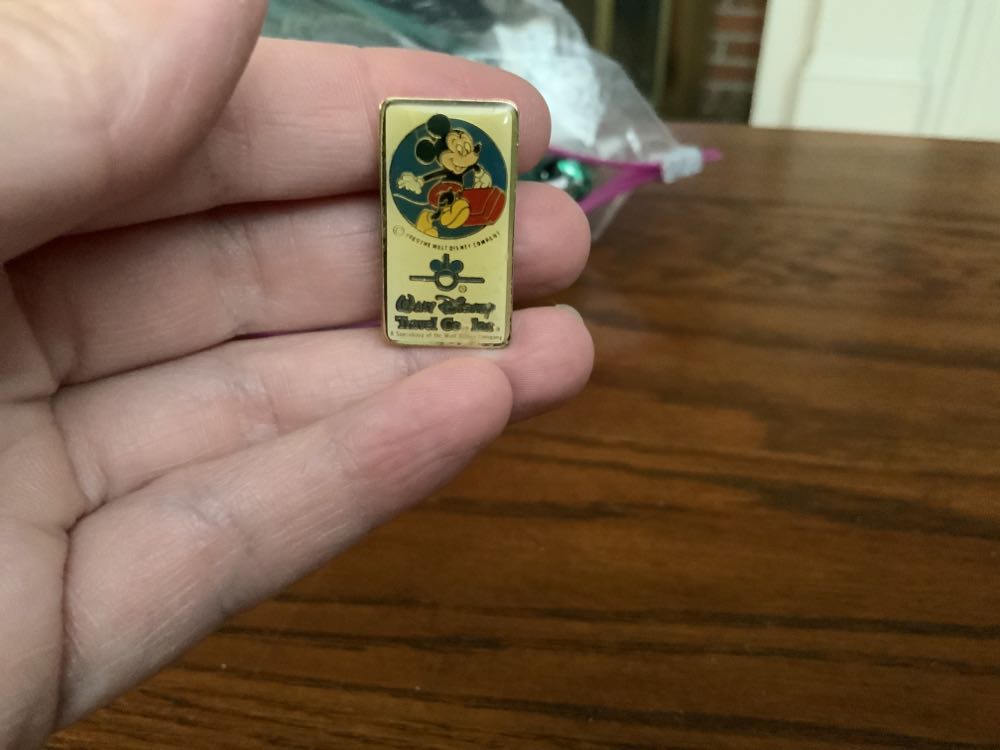 ©
THE WALT DISNEY COMPANY
®
Walt Disney
Travel Co., Inc.
A Subsidiary of the Walt Disney Company